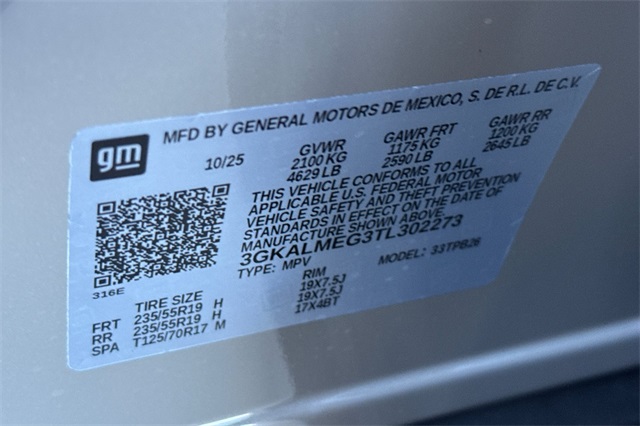 gm
MFD BY GENERAL MOTORS DE MEXICO, S. DE R.L. DE C.V.
10/25 GVWR GAWR FRT GAWR RR
2100 KG 1175 KG 1200 KG
4629 LB 2590 LB 2645 LB
THIS VEHICLE CONFORMS TO ALL
APPLICABLE U.S. FEDERAL MOTOR
VEHICLE SAFETY AND THEFT PREVENTION
STANDARDS IN EFFECT ON THE DATE OF
MANUFACTURE SHOWN ABOVE.
3GKALMEG3TL302273
TYPE: MPV MODEL: 33TPB26
316E
TIRE SIZE RIM
FRT 235/55R19 H 19X7.5J
RR 235/55R19 H 19X7.5J
SPA T125/70R17 M 17X4BT